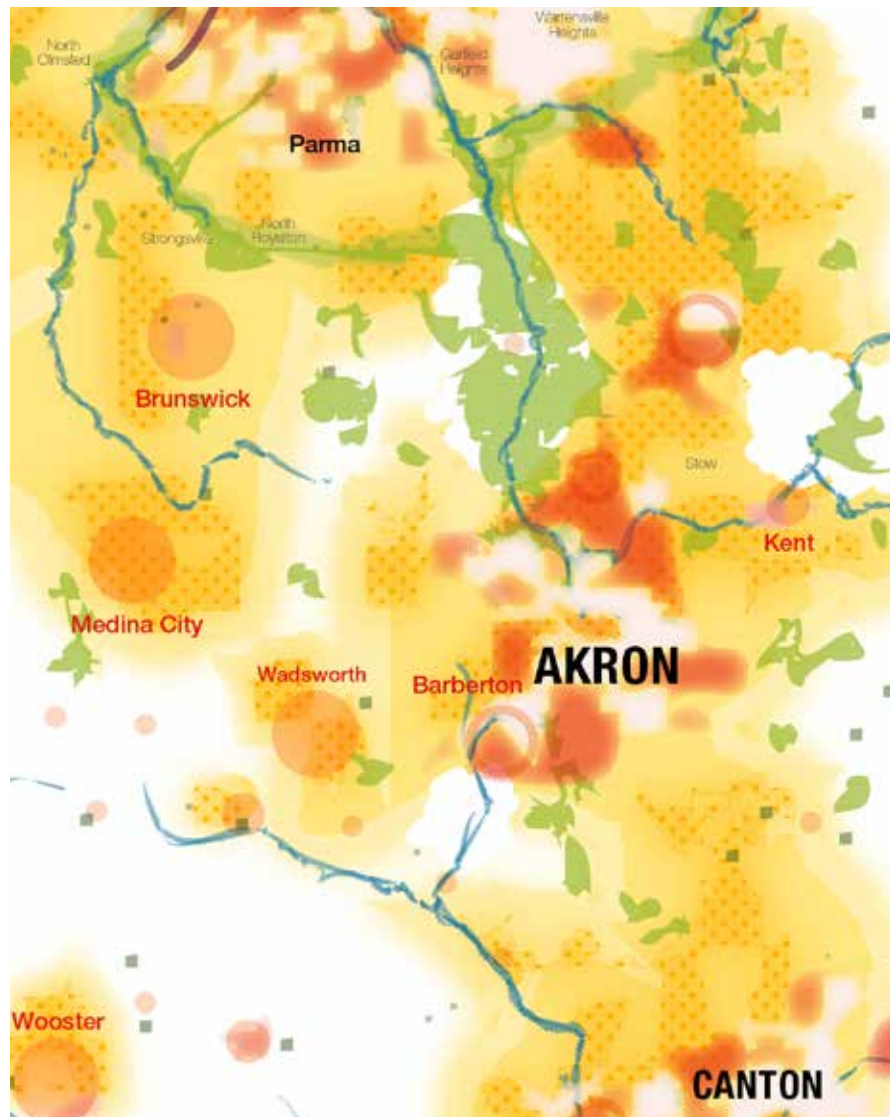 Warrensville
Heights
North
Olmsted
Garfield
Heights
Parma
North
Royalton
Strongsville
Brunswick
Stow
Kent
Medina City
AKRON
Wadsworth
Barberton
Wooster
CANTON